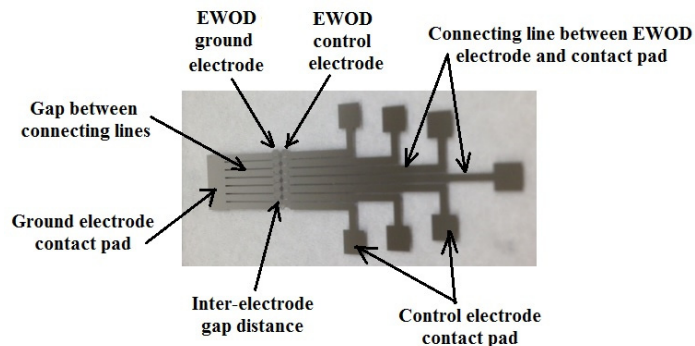 EWOD
ground
electrode
EWOD
control
electrode
Connecting line between EWOD
electrode and contact pad
Gap between
connecting lines
Ground electrode
contact pad
Inter-electrode
gap distance
Control electrode
contact pad